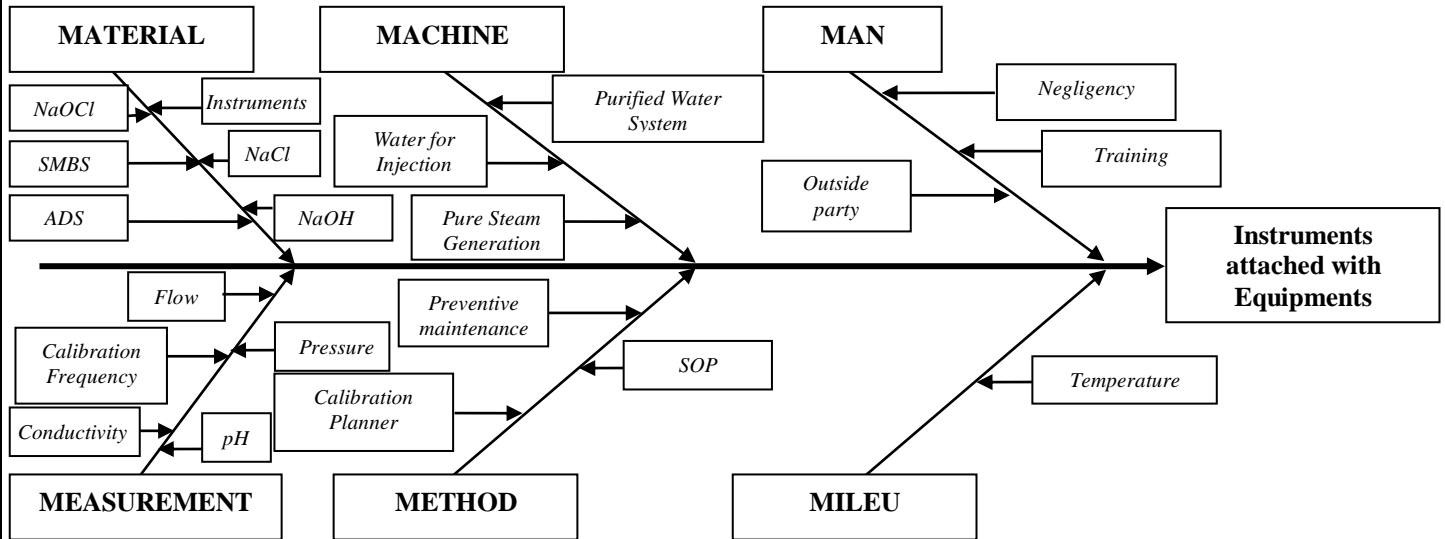 MATERIAL
MACHINE
MAN
NaOCl
Instruments
SMBS
NaCl
ADS
NaOH
Purified Water
System
Water for
Injection
Pure Steam
Generation
Negligency
Training
Outside
party
Instruments
attached with
Equipments
Flow
Calibration
Frequency
Pressure
Conductivity
pH
Preventive
maintenance
SOP
Calibration
Planner
Temperature
MEASUREMENT
METHOD
MILEU